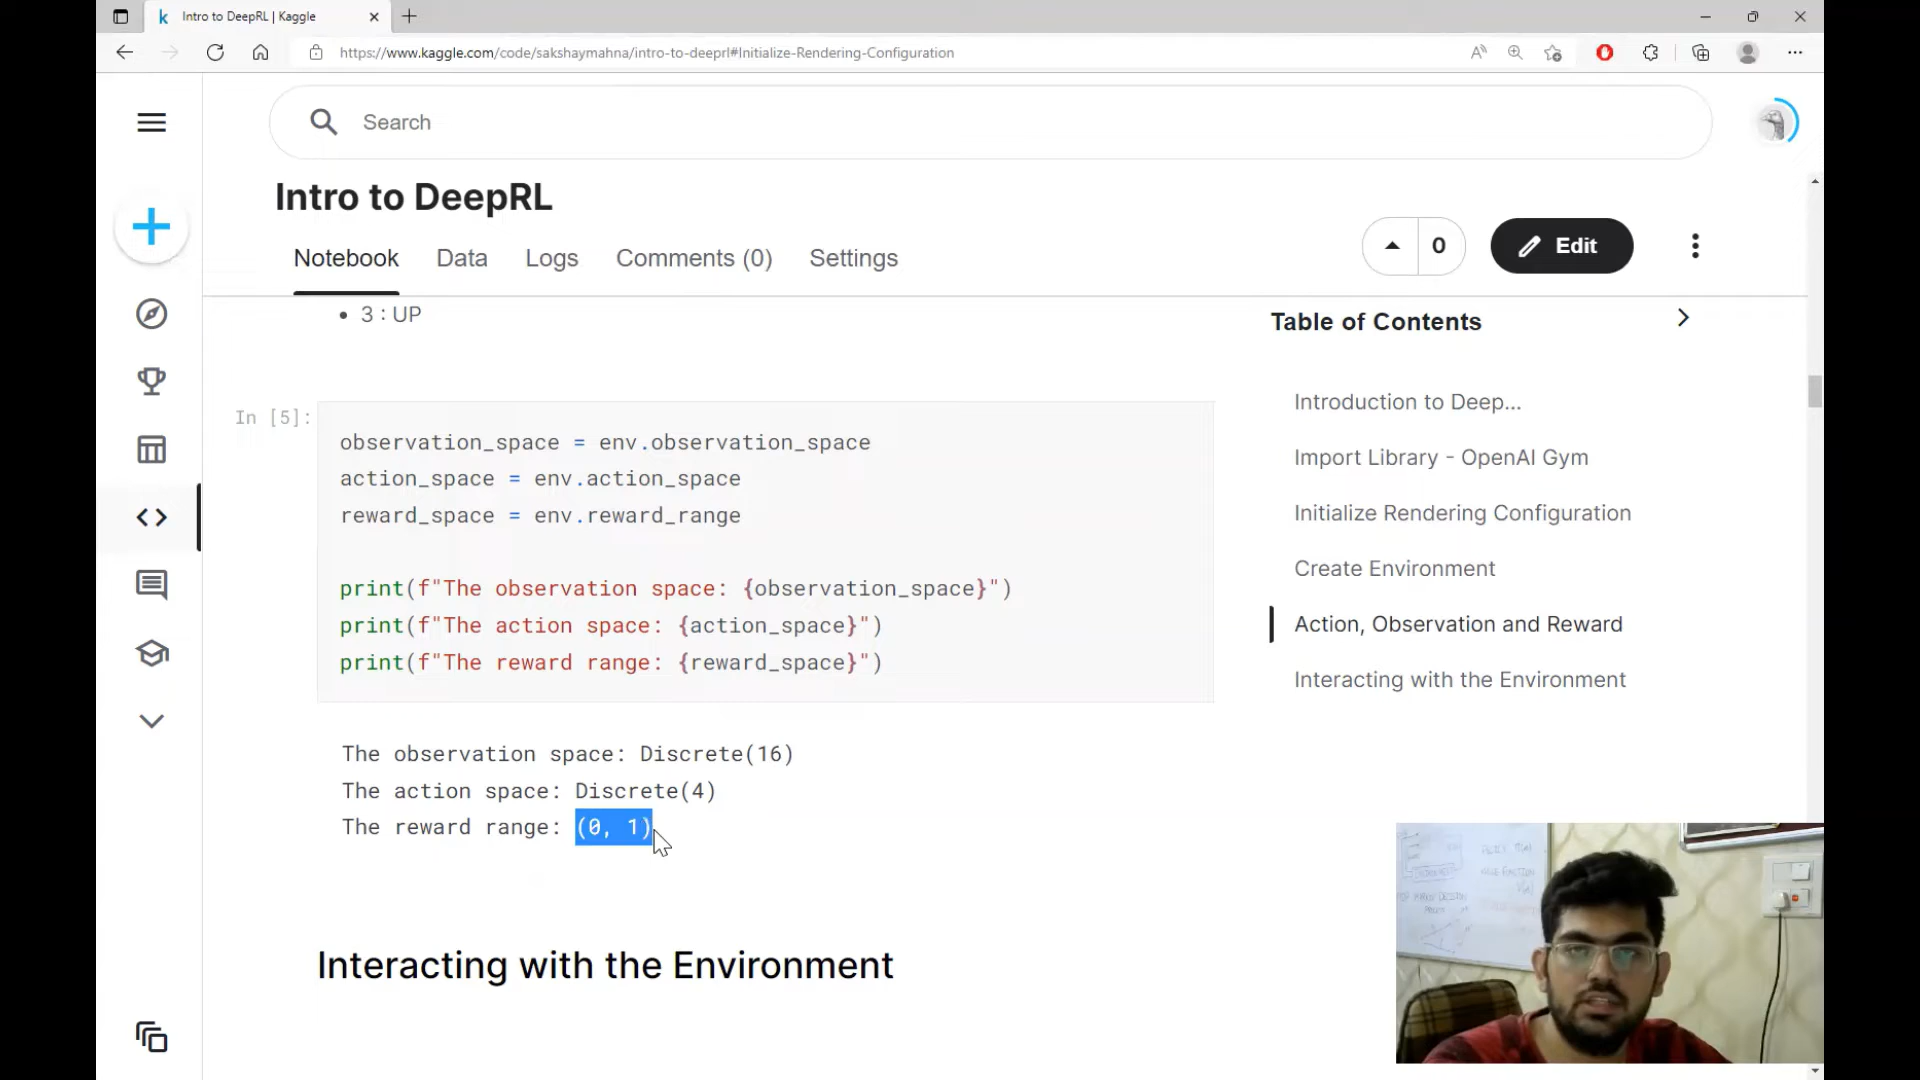 Intro to DeepRL | Kaggle
https://www.kaggle.com/code/sakshaymahna/intro-to-deeprl#Initialize-Rendering-Configuration
Search
Intro to DeepRL
Notebook
Data
Logs
Comments (0)
Settings
0
Edit
3 : UP
In [5]:
observation_space = env.observation_space
action_space = env.action_space
reward_space = env.reward_range
print(f"The observation space: {observation_space}")
print(f"The action space: {action_space}")
print(f"The reward range: {reward_space}")
The observation space: Discrete(16)
The action space: Discrete(4)
The reward range: (0, 1)
Interacting with the Environment
Table of Contents
Introduction to Deep...
Import Library - OpenAI Gym
Initialize Rendering Configuration
Create Environment
Action, Observation and Reward
Interacting with the Environment